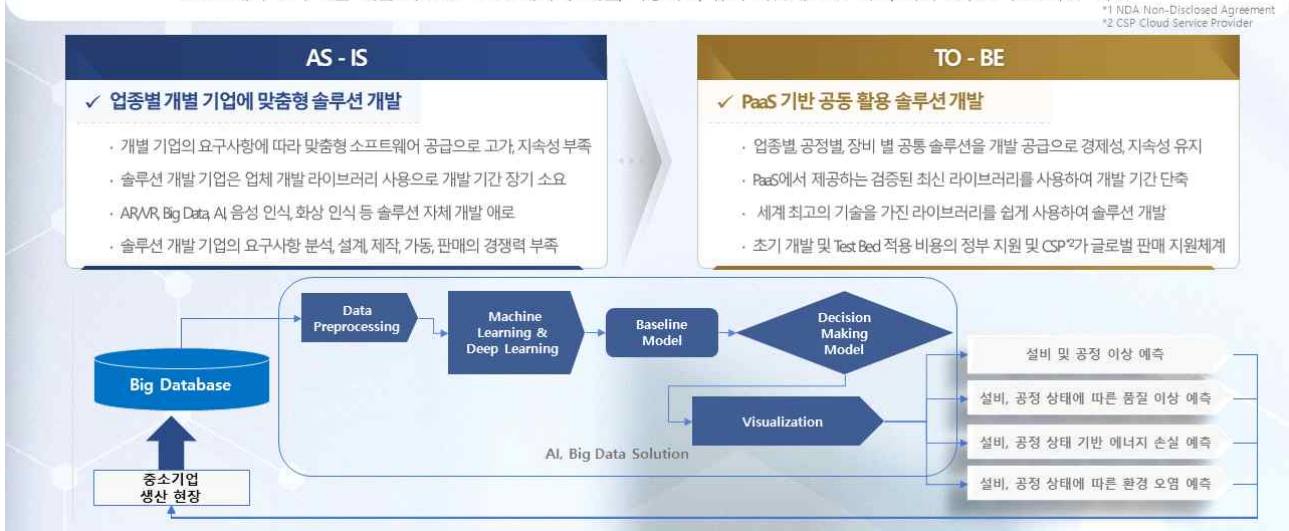 *1 NDA Non-Disclosed Agreement
*2 CSP Cloud Service Provider
AS - IS
✓ 업종별 개별 기업에 맞춤형 솔루션 개발
· 개별 기업의 요구사항에 따라 맞춤형 소프트웨어 공급으로 고가, 지속성 부족
· 솔루션 개발 기업은 업체 개발 라이브러리 사용으로 개발 기간 장기 소요
· AR/VR, Big Data, AI, 음성 인식, 화상 인식 등 솔루션 자체 개발 애로
· 솔루션 개발 기업의 요구사항 분석, 설계, 제작, 가동, 판매의 경쟁력 부족
TO - BE
✓ PaaS 기반 공동 활용 솔루션 개발
· 업종별, 공정별, 장비 별 공통 솔루션을 개발 공급으로 경제성, 지속성 유지
· PaaS에서 제공하는 검증된 최신 라이브러리를 사용하여 개발 기간 단축
· 세계 최고의 기술을 가진 라이브러리를 쉽게 사용하여 솔루션 개발
· 초기 개발 및 Test Bed 적용 비용의 정부 지원 및 CSP*2가 글로벌 판매 지원체계
Data
Preprocessing
Machine
Learning &
Deep Learning
Baseline
Model
Decision
Making
Model
Big Database
Visualization
AI, Big Data Solution
중소기업
생산 현장
설비 및 공정 이상 예측
설비, 공정 상태에 따른 품질 이상 예측
설비, 공정 상태 기반 에너지 손실 예측
설비, 공정 상태에 따른 환경 오염 예측